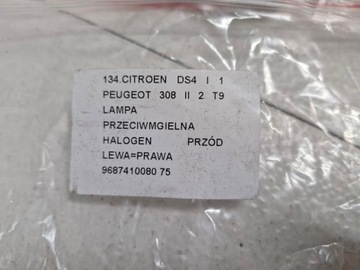 134.CITROEN DS4 I 1
PEUGEOT 308 II 2 T9
LAMPA
PRZECIWMGIELNA
HALOGEN PRZÓD
LEWA=PRAWA
9687410080 75